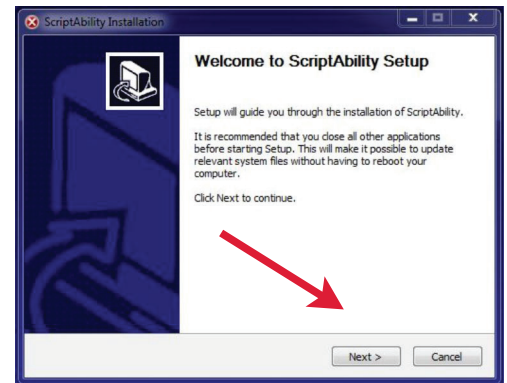 ScriptAbility Installation
Welcome to ScriptAbility Setup
Setup will guide you through the installation of ScriptAbility.
It is recommended that you close all other applications
before starting Setup. This will make it possible to update
relevant system files without having to reboot your
computer.
Click Next to continue.
Next > Cancel